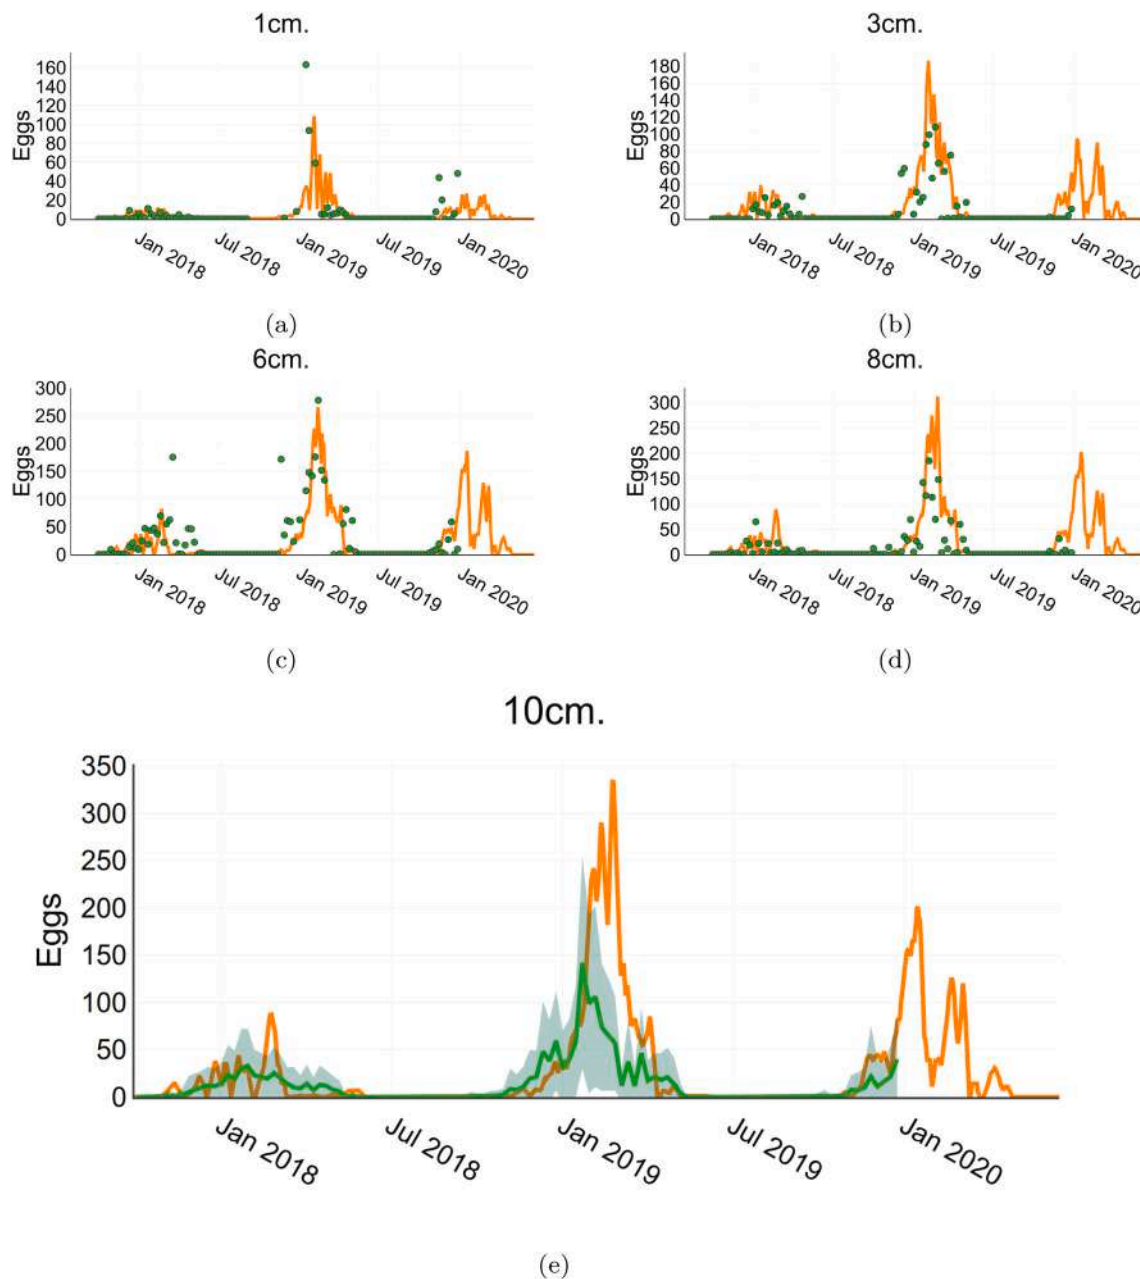 1cm.
160
140
120
100
80
60
40
20
0
Eggs
Jan 2018
Jul 2018
Jan 2019
Jul 2019
Jan 2020
(a)
3cm.
180
160
140
120
100
80
60
40
20
0
Eggs
Jan 2018
Jul 2018
Jan 2019
Jul 2019
Jan 2020
(b)
6cm.
300
250
200
150
100
50
0
Eggs
Jan 2018
Jul 2018
Jan 2019
Jul 2019
Jan 2020
(c)
8cm.
300
250
200
150
100
50
0
Eggs
Jan 2018
Jul 2018
Jan 2019
Jul 2019
Jan 2020
(d)
10cm.
350
300
250
200
150
100
50
0
Eggs
Jan 2018
Jul 2018
Jan 2019
Jul 2019
Jan 2020
(e)